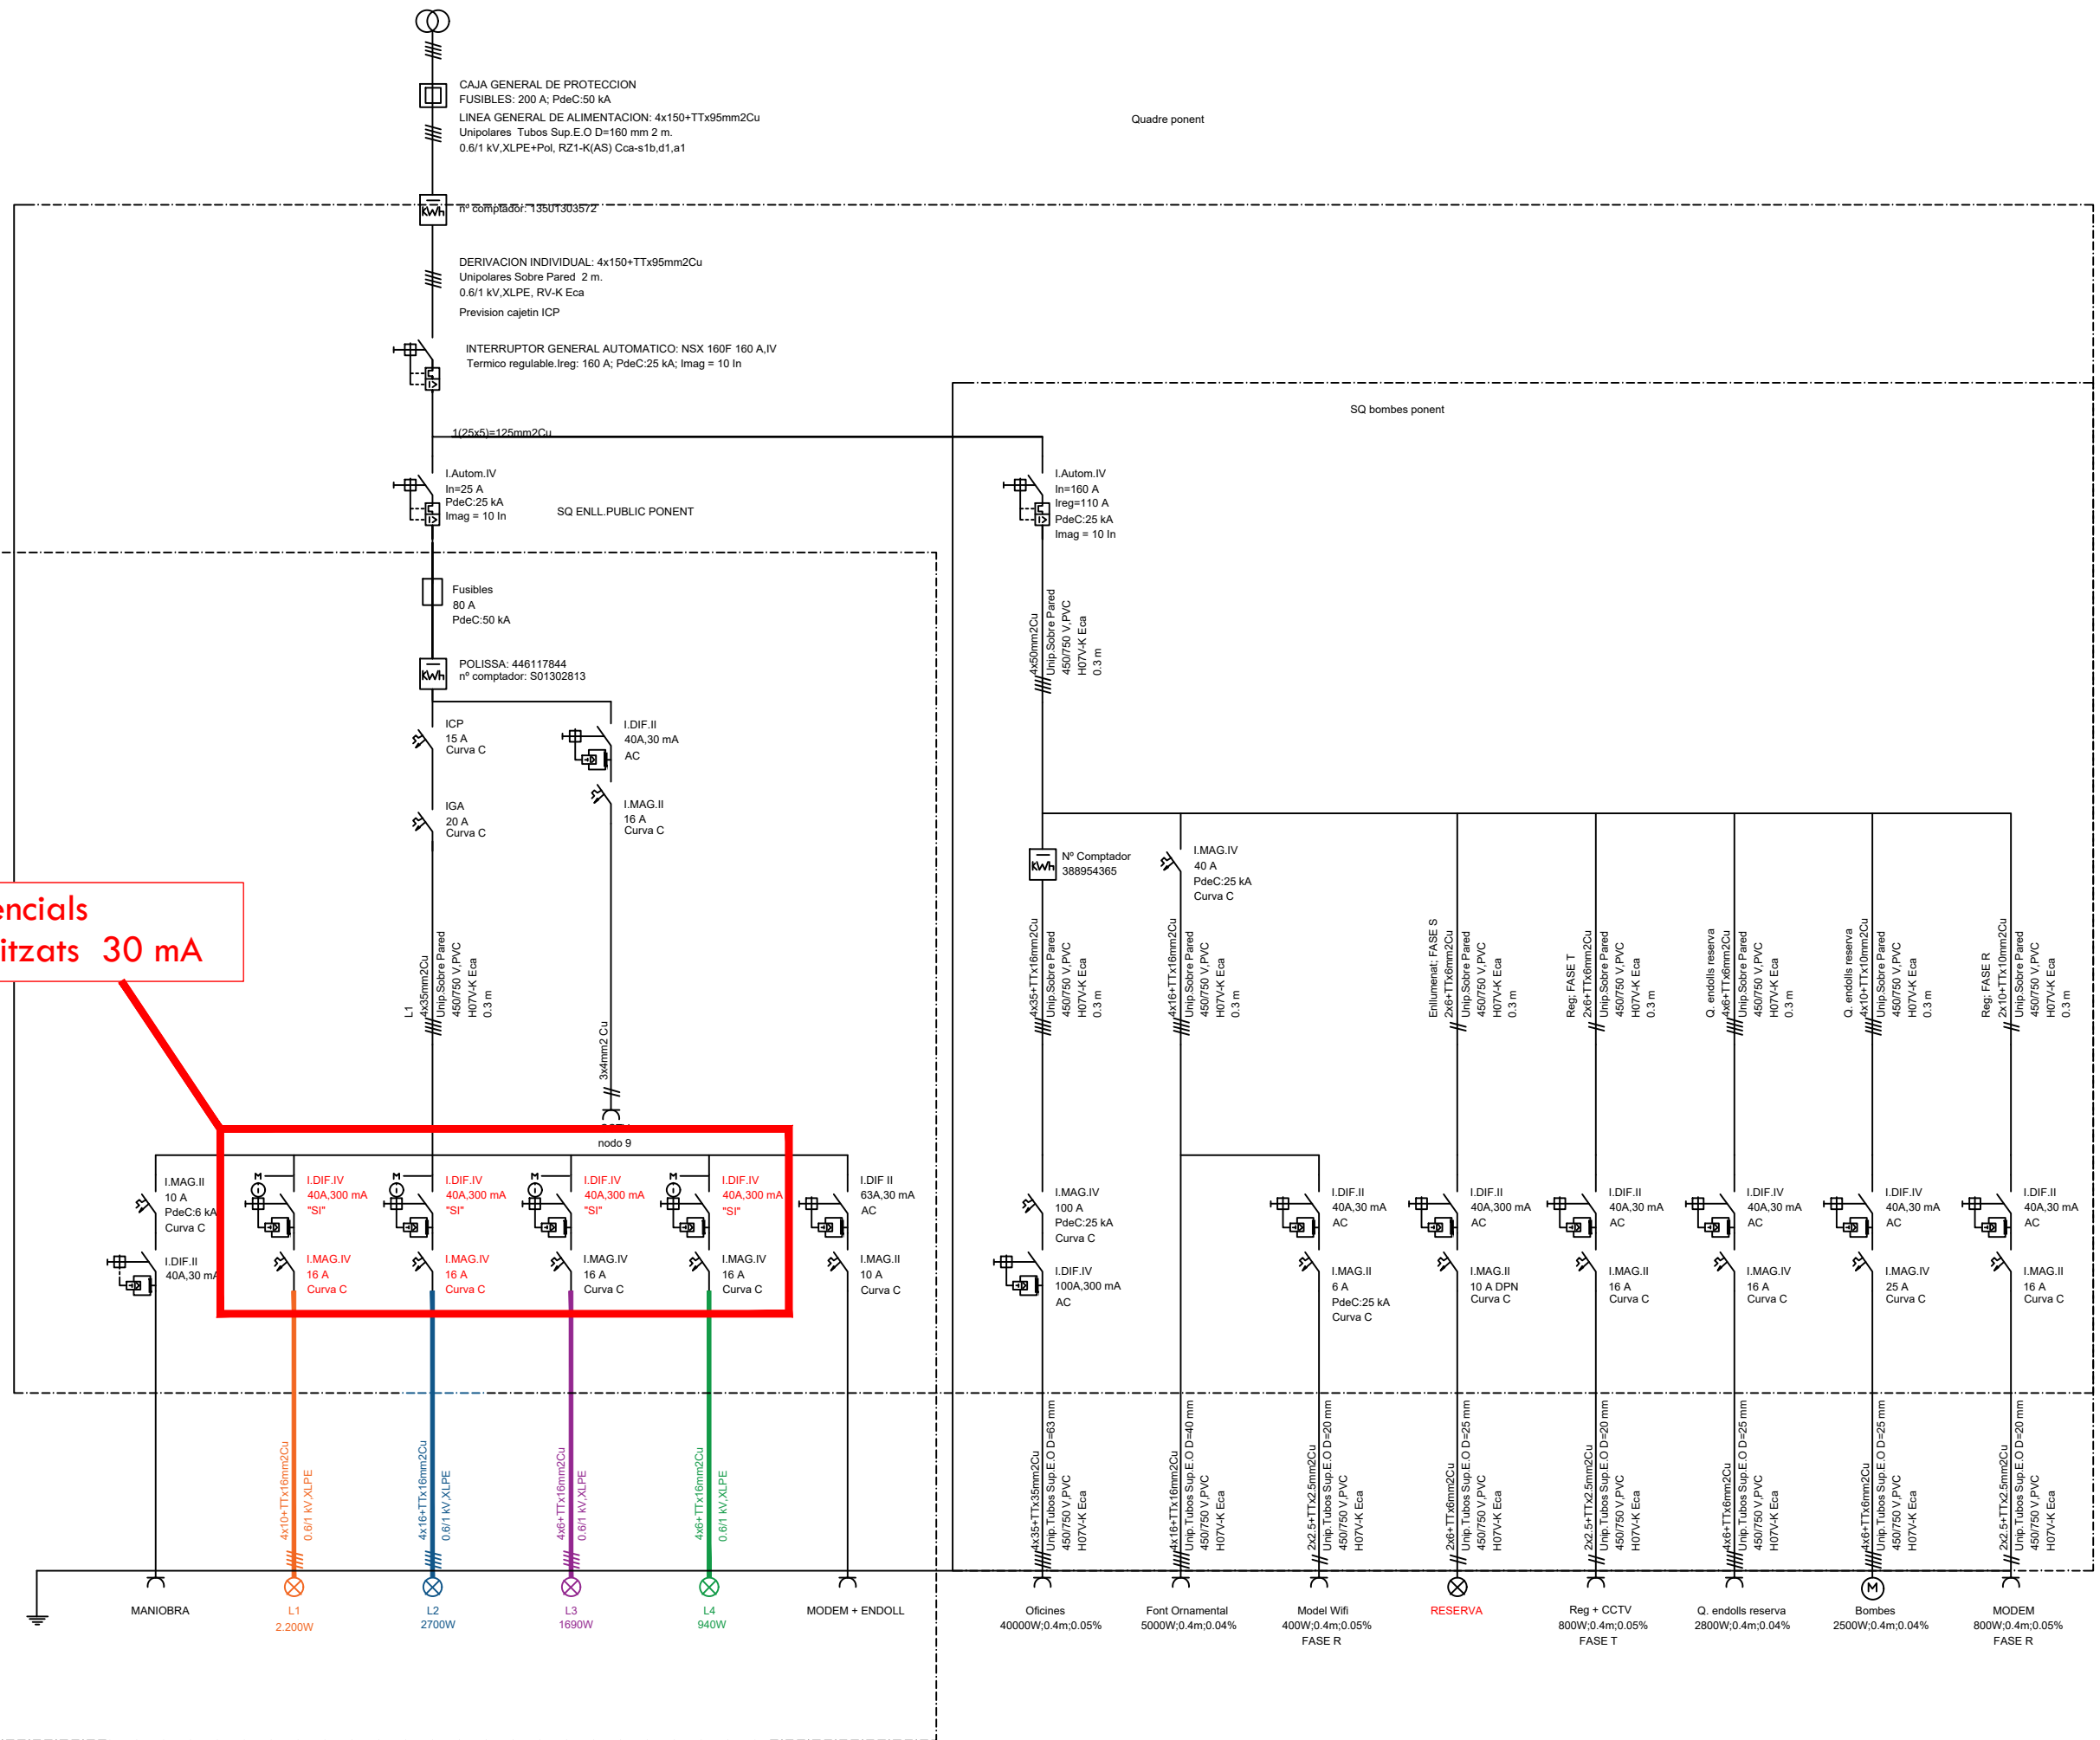 CAJA GENERAL DE PROTECCION
FUSIBLES: 200 A; PdeC:50 kA
LINEA GENERAL DE ALIMENTACION: 4x150+TTx95mm2Cu
Unipolares Tubos Sup.E.O D=160 mm 2 m.
0.6/1 kV,XLPE+Pol, RZ1-K(AS) Cca-s1b,d1,a1
Quadre ponent
KWh
nº comptador: 13501303572
DERIVACION INDIVIDUAL: 4x150+TTx95mm2Cu
Unipolares Sobre Pared 2 m.
0.6/1 kV,XLPE, RV-K Eca
Prevision cajetin ICP
INTERRUPTOR GENERAL AUTOMATICO: NSX 160F 160 A,IV
Termico regulable.Ireg: 160 A; PdeC:25 kA; Imag = 10 In
SQ bombes ponent
1(25x5)=125mm2Cu
I.Autom.IV
In=25 A
PdeC:25 kA
Imag = 10 In
SQ ENLL.PUBLIC PONENT
I.Autom.IV
In=160 A
Ireg=110 A
PdeC:25 kA
Imag = 10 In
Fusibles
80 A
PdeC:50 kA
4x50mm2Cu
Unip.Sobre Pared
450/750 V,PVC
H07V-K Eca
0.3 m
KWh
POLISSA: 446117844
nº comptador: S01302813
ICP
15 A
Curva C
I.DIF.II
40A,30 mA
AC
IGA
20 A
Curva C
I.MAG.II
16 A
Curva C
KWh
Nº Comptador
388954365
I.MAG.IV
40 A
PdeC:25 kA
Curva C
encials
itzats 30 mA
L1
4x35mm2Cu
Unip.Sobre Pared
450/750 V,PVC
H07V-K Eca
0.3 m
3x4mm2 Cu
4x35+TTx16mm2Cu
Unip.Sobre Pared
450/750 V,PVC
H07V-K Eca
0.3 m
4x16+TTx16mm2Cu
Unip.Sobre Pared
450/750 V,PVC
H07V-K Eca
0.3 m
Enllumenat; FASE S
2x6+TTx6mm2Cu
Unip.Sobre Pared
450/750 V,PVC
H07V-K Eca
0.3 m
Reg; FASE T
2x6+TTx6mm2Cu
Unip.Sobre Pared
450/750 V,PVC
H07V-K Eca
0.3 m
Q. endolls reserva
4x6+TTx6mm2Cu
Unip.Sobre Pared
450/750 V,PVC
H07V-K Eca
0.3 m
Q. endolls reserva
4x10+TTx10mm2Cu
Unip.Sobre Pared
450/750 V,PVC
H07V-K Eca
0.3 m
Reg; FASE R
2x10+TTx10mm2Cu
Unip.Sobre Pared
450/750 V,PVC
H07V-K Eca
0.3 m
nodo 9
I.MAG.II
10 A
PdeC:6 kA
Curva C
I.DIF.II
40A,30 mA
M
I.DIF.IV
40A,300 mA
"SI"
I.MAG.IV
16 A
Curva C
M
I.DIF.IV
40A,300 mA
"SI"
I.MAG.IV
16 A
Curva C
M
I.DIF.IV
40A,300 mA
"SI"
I.MAG.IV
16 A
Curva C
M
I.DIF.IV
40A,300 mA
"SI"
I.MAG.IV
16 A
Curva C
I.DIF II
63A,30 mA
AC
I.MAG.II
10 A
Curva C
I.MAG.IV
100 A
PdeC:25 kA
Curva C
I.DIF.IV
100A,300 mA
AC
I.DIF.II
40A,30 mA
AC
I.MAG.II
6 A
PdeC:25 kA
Curva C
I.DIF.II
40A,300 mA
AC
I.MAG.II
10 A DPN
Curva C
I.DIF.II
40A,30 mA
AC
I.MAG.II
16 A
Curva C
I.DIF.IV
40A,30 mA
AC
I.MAG.IV
16 A
Curva C
I.DIF.IV
40A,30 mA
AC
I.MAG.IV
25 A
Curva C
I.DIF.II
40A,30 mA
AC
I.MAG.II
16 A
Curva C
4x10+TTx16mm2Cu
0.6/1 kV,XLPE
4x16+TTx16mm2Cu
0.6/1 kV,XLPE
4x6+TTx16mm2Cu
0.6/1 kV,XLPE
4x6+TTx16mm2Cu
0.6/1 kV,XLPE
4x35+TTx35mm2Cu
Unip.Tubos Sup.E.O D=63 mm
450/750 V,PVC
H07V-K Eca
4x16+TTx16mm2Cu
Unip.Tubos Sup.E.O D=40 mm
450/750 V,PVC
H07V-K Eca
2x2.5+TTx2.5mm2Cu
Unip.Tubos Sup.E.O D=20 mm
450/750 V,PVC
H07V-K Eca
2x6+TTx6mm2Cu
Unip.Tubos Sup.E.O D=25 mm
450/750 V,PVC
H07V-K Eca
2x2.5+TTx2.5mm2Cu
Unip.Tubos Sup.E.O D=20 mm
450/750 V,PVC
H07V-K Eca
4x6+TTx6mm2Cu
Unip.Tubos Sup.E.O D=25 mm
450/750 V,PVC
H07V-K Eca
4x6+TTx6mm2Cu
Unip.Tubos Sup.E.O D=25 mm
450/750 V,PVC
H07V-K Eca
2x2.5+TTx2.5mm2Cu
Unip.Tubos Sup.E.O D=20 mm
450/750 V,PVC
H07V-K Eca
MANIOBRA
L1
2.200W
L2
2700W
L3
1690W
L4
940W
MODEM + ENDOLL
Oficines
40000W;0.4m;0.05%
Font Ornamental
5000W;0.4m;0.04%
Model Wifi
400W;0.4m;0.05%
FASE R
RESERVA
Reg + CCTV
800W;0.4m;0.05%
FASE T
Q. endolls reserva
2800W;0.4m;0.04%
M
Bombes
2500W;0.4m;0.04%
MODEM
800W;0.4m;0.05%
FASE R